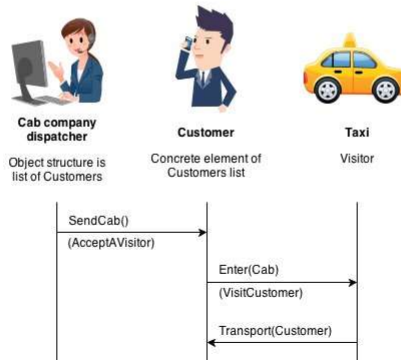 Cab company
dispatcher
Object structure is
list of Customers
Customer
Concrete element of
Customers list
Taxi
Visitor
SendCab()
(AcceptAVisitor)
Enter(Cab)
(VisitCustomer)
Transport(Customer)